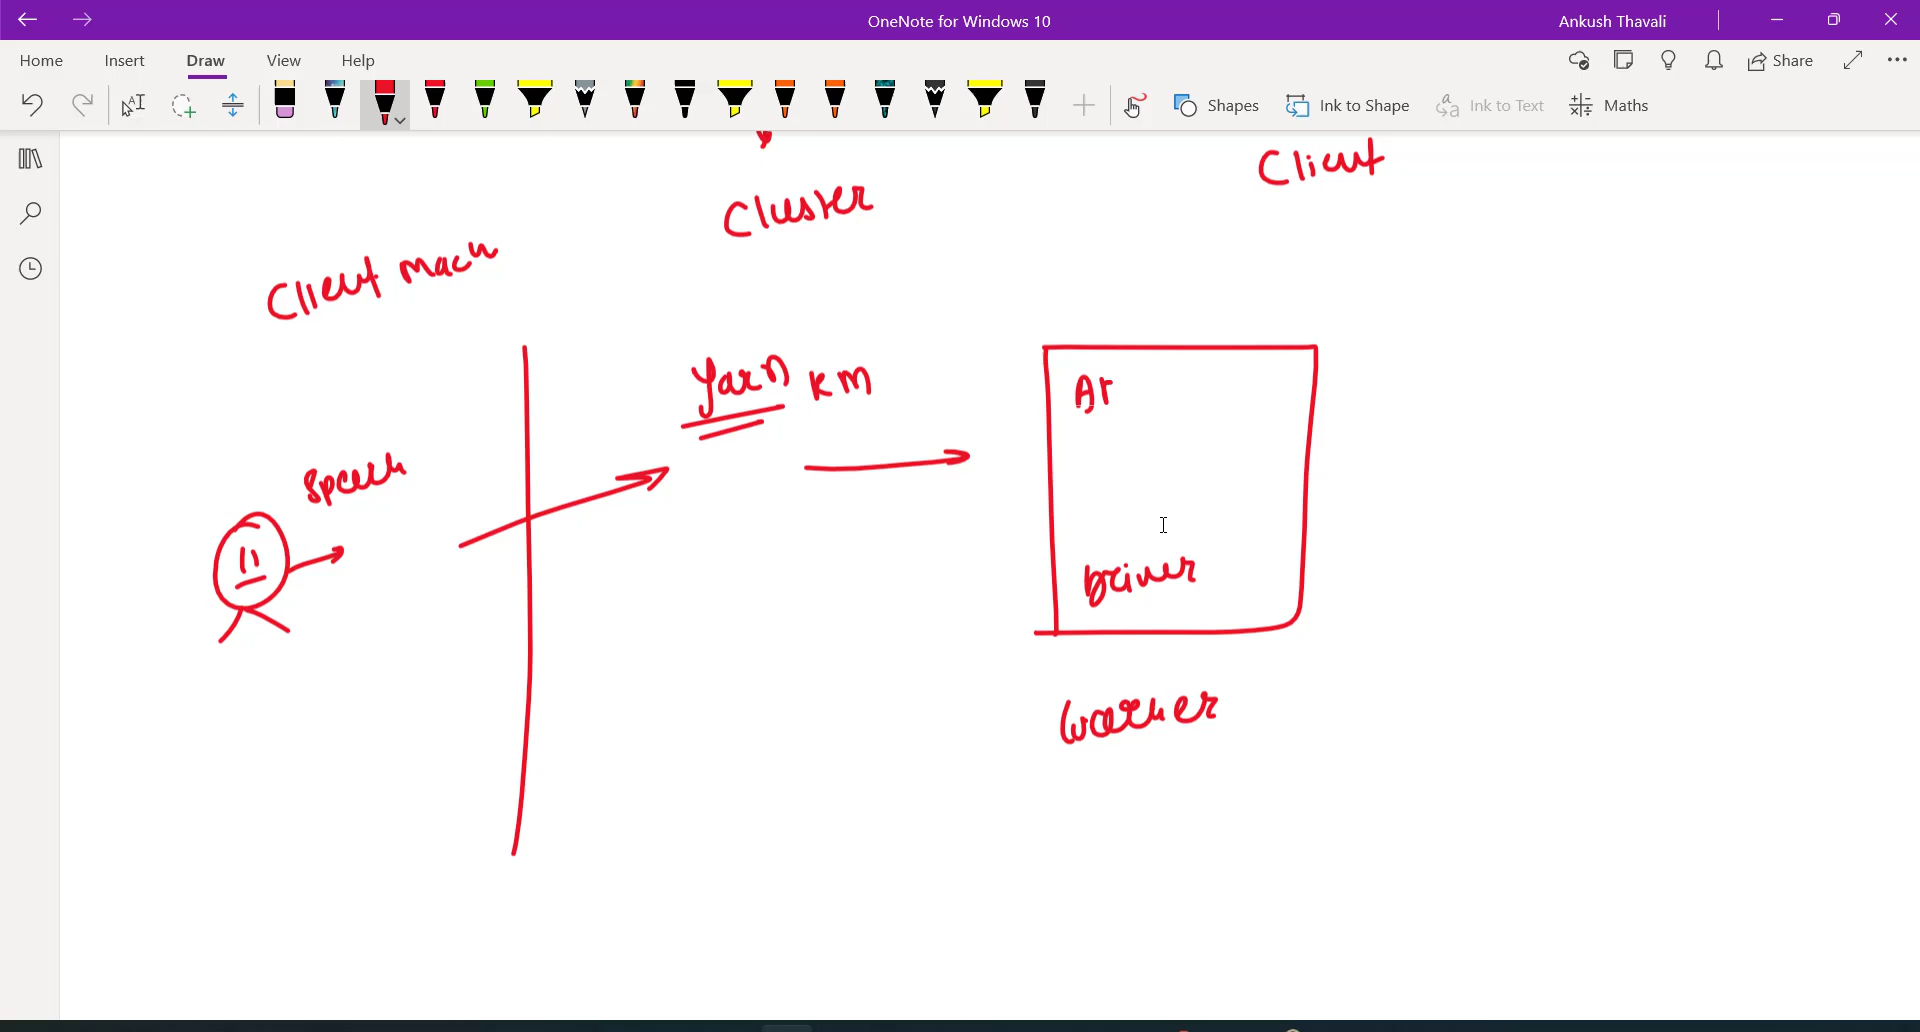 OneNote for Windows 10
Ankush Thavali
Home Insert Draw View Help
Share
Shapes Ink to Shape Ink to Text Maths
Client
Cluster
Client mach
Yarn RM
AM
Spark
Driver
Worker